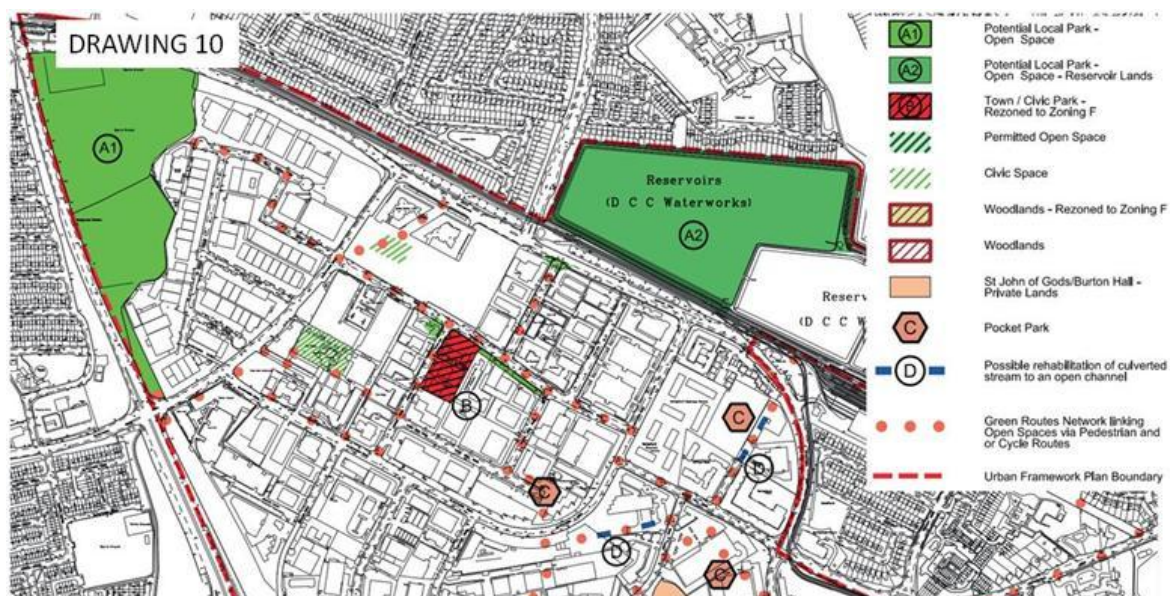 DRAWING 10
A1
Reservoirs
(D C C Waterworks)
A2
Reserv
(D C C W
B
C
D
C
D
C
A1
Potential Local Park -
Open Space
A2
Potential Local Park -
Open Space - Reservoir Lands
B
Town / Civic Park -
Rezoned to Zoning F
Permitted Open Space
Civic Space
Woodlands - Rezoned to Zoning F
Woodlands
St John of Gods/Burton Hall -
Private Lands
C
Pocket Park
D
Possible rehabilitation of culverted
stream to an open channel
Green Routes Network linking
Open Spaces via Pedestrian and
or Cycle Routes
Urban Framework Plan Boundary